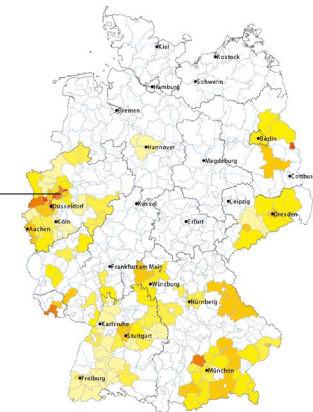 Kiel
Rostock
Schwerin
Hamburg
Bremen
Berlin
Hannover
Magdeburg
Cottbus
Düsseldorf
Kassel
Leipzig
Dresden
Köln
Erfurt
Aachen
Frankfurt am Main
Würzburg
Nürnberg
Karlsruhe
Stuttgart
München
Freiburg